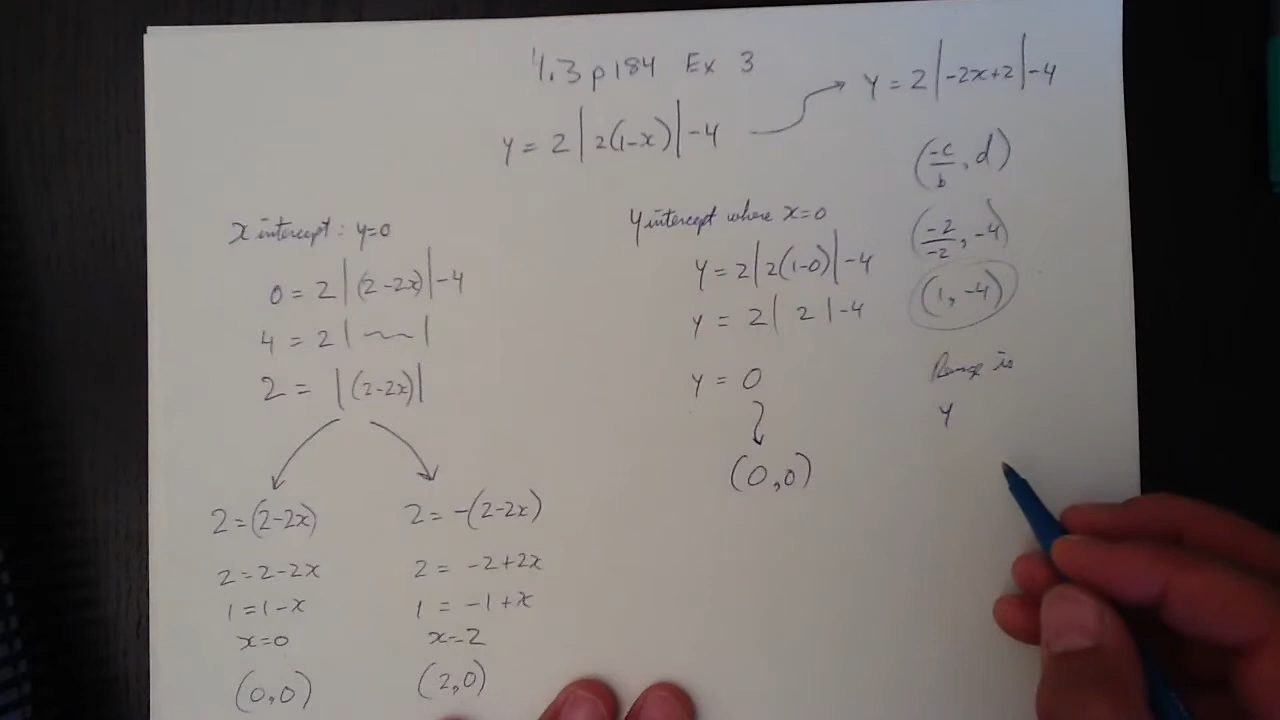 4.3 p184 Ex 3
y = 2|2(1-x)|-4
y = 2|-2x+2|-4
x intercept: y=0
0 = 2|(2-2x)|-4
4 = 2|~~|
2 = |(2-2x)|
2=(2-2x)
2=2-2x
1=1-x
x=0
(0,0)
2=-(2-2x)
2= -2+2x
1 = -1+x
x=2
(2,0)
y intercept where x=0
y=2|2(1-0)|-4
y = 2|2|-4
y = 0
(0,0)
(-c/b, d)
(-2/-2, -4)
(1, -4)
Range is
y